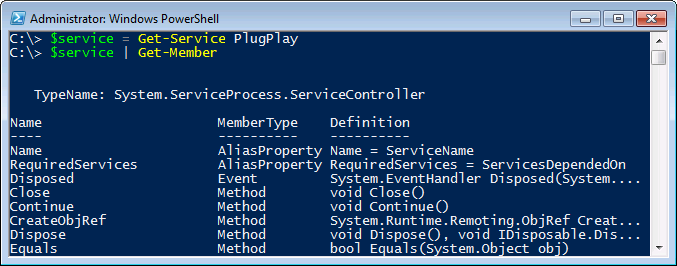 Administrator: Windows PowerShell
C:\> $service = Get-Service PlugPlay
C:\> $service | Get-Member
TypeName: System.ServiceProcess.ServiceController
Name MemberType Definition
---- ---------- ----------
Name AliasProperty Name = ServiceName
RequiredServices AliasProperty RequiredServices = ServicesDependedOn
Disposed Event System.EventHandler Disposed(System....
Close Method void Close()
Continue Method void Continue()
CreateObjRef Method System.Runtime.Remoting.ObjRef Creat...
Dispose Method void Dispose(), void IDisposable.Dis...
Equals Method bool Equals(System.Object obj)